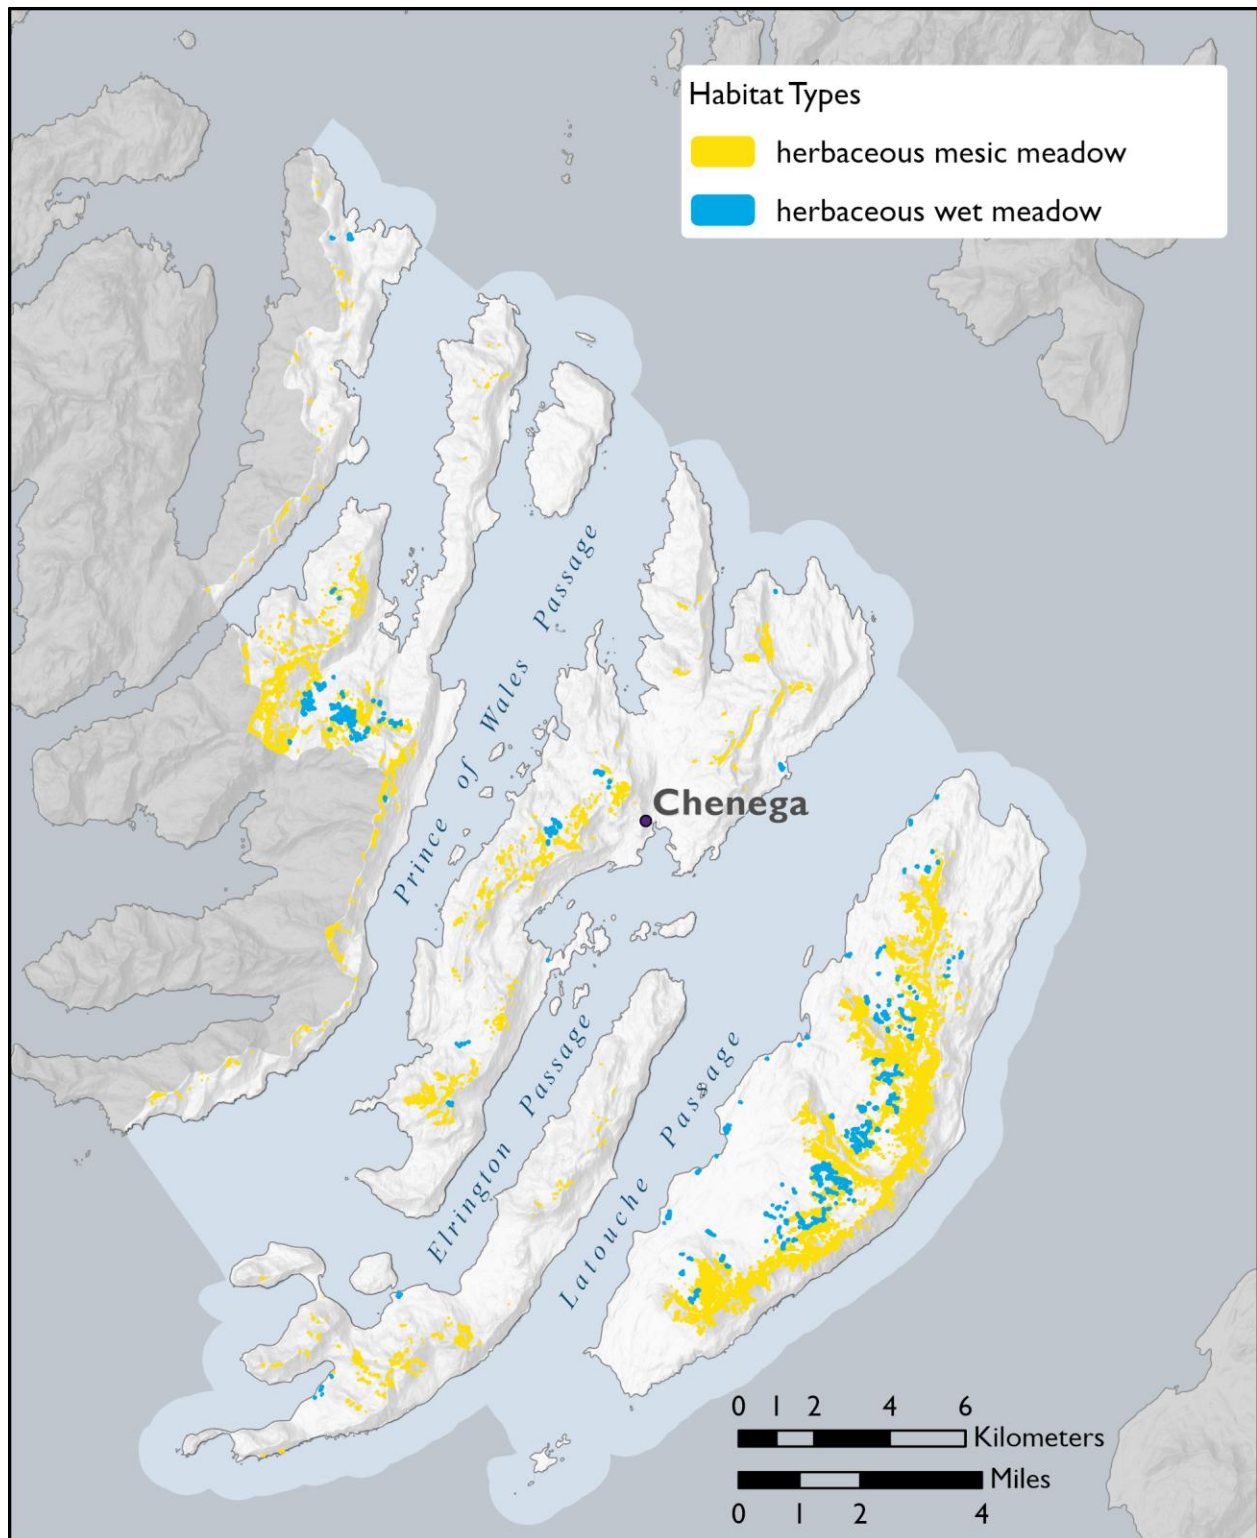 Habitat Types
herbaceous mesic meadow
herbaceous wet meadow
Prince of Wales Passage
Chenega
Elrington Passage
Latouche Passage
0 1 2 4 6
Kilometers
Miles
0 1 2 4